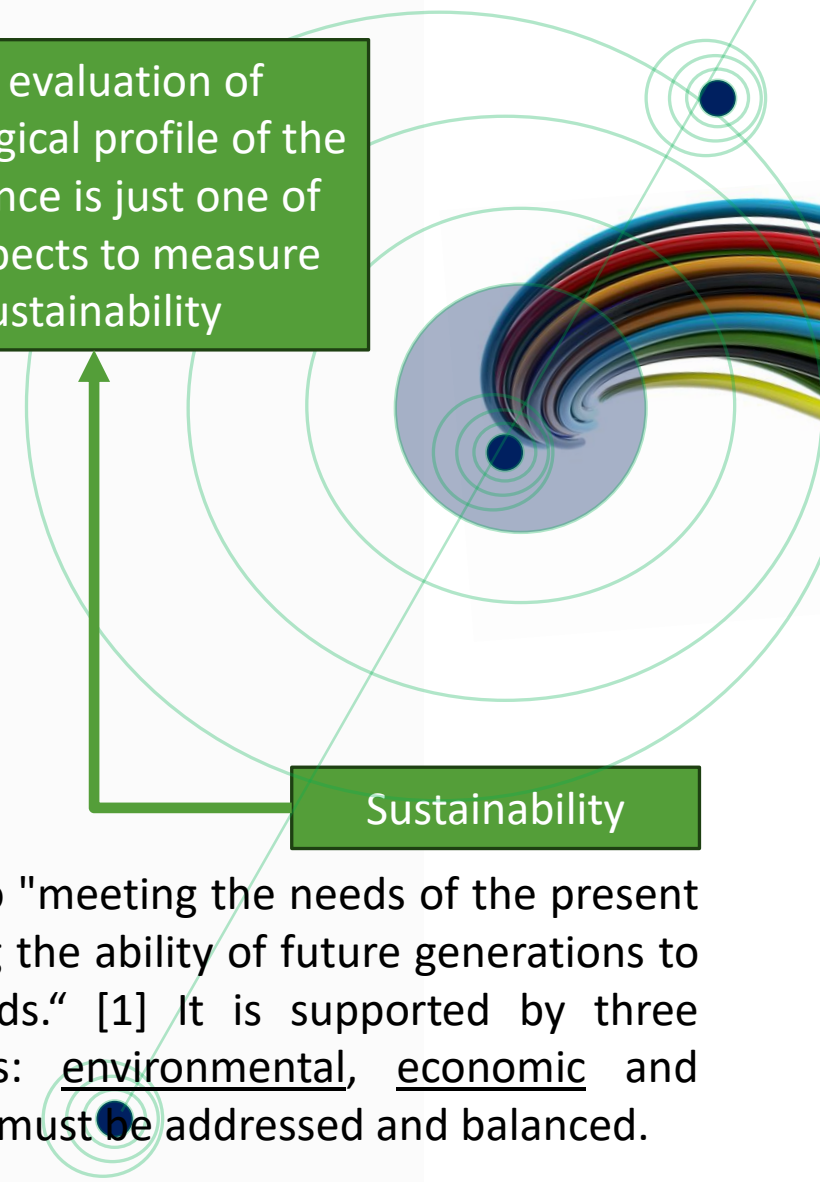 evaluation of
gical profile of the
nce is just one of
pects to measure
ustainability
Sustainability
"meeting the needs of the present
the ability of future generations to
ds.“ [1] It is supported by three
s: environmental, economic and
must be addressed and balanced.